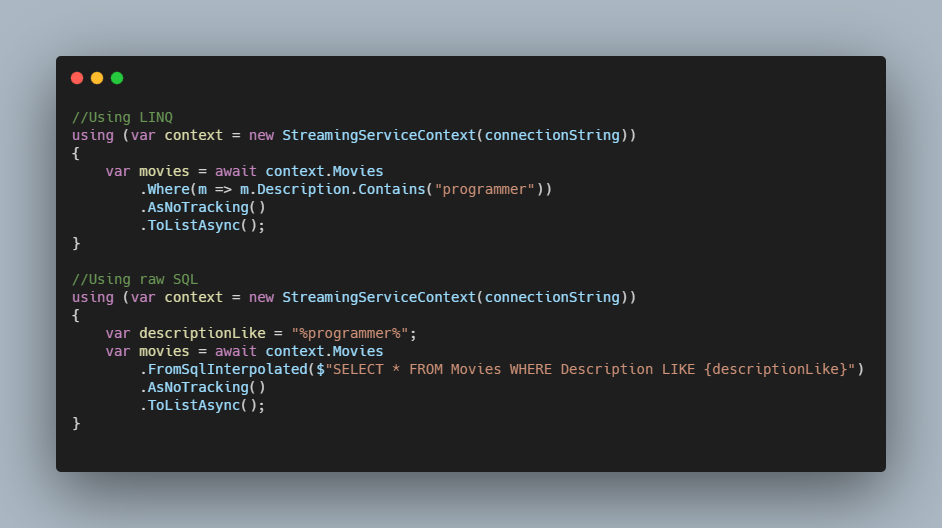 //Using LINQ
using (var context = new StreamingServiceContext(connectionString))
{
    var movies = await context.Movies
        .Where(m => m.Description.Contains("programmer"))
        .AsNoTracking()
        .ToListAsync();
}

//Using raw SQL
using (var context = new StreamingServiceContext(connectionString))
{
    var descriptionLike = "%programmer%";
    var movies = await context.Movies
        .FromSqlInterpolated($"SELECT * FROM Movies WHERE Description LIKE {descriptionLike}")
        .AsNoTracking()
        .ToListAsync();
}